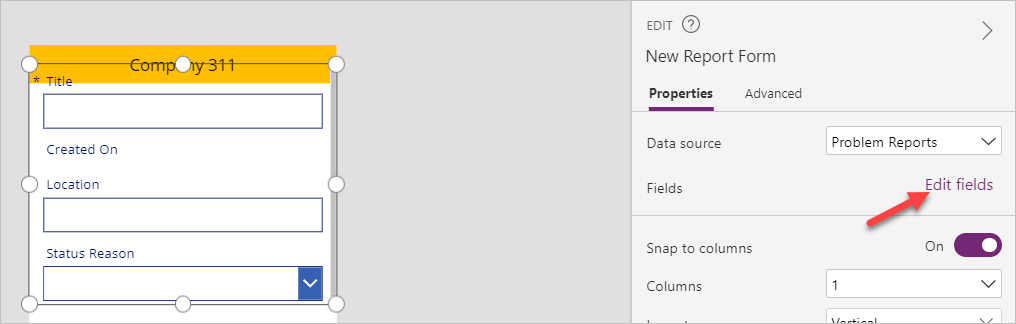 Company 311
* Title
Created On
Location
Status Reason
EDIT ?
New Report Form
Properties Advanced
Data source Problem Reports
Fields Edit fields
Snap to columns On
Columns 1
Vertical